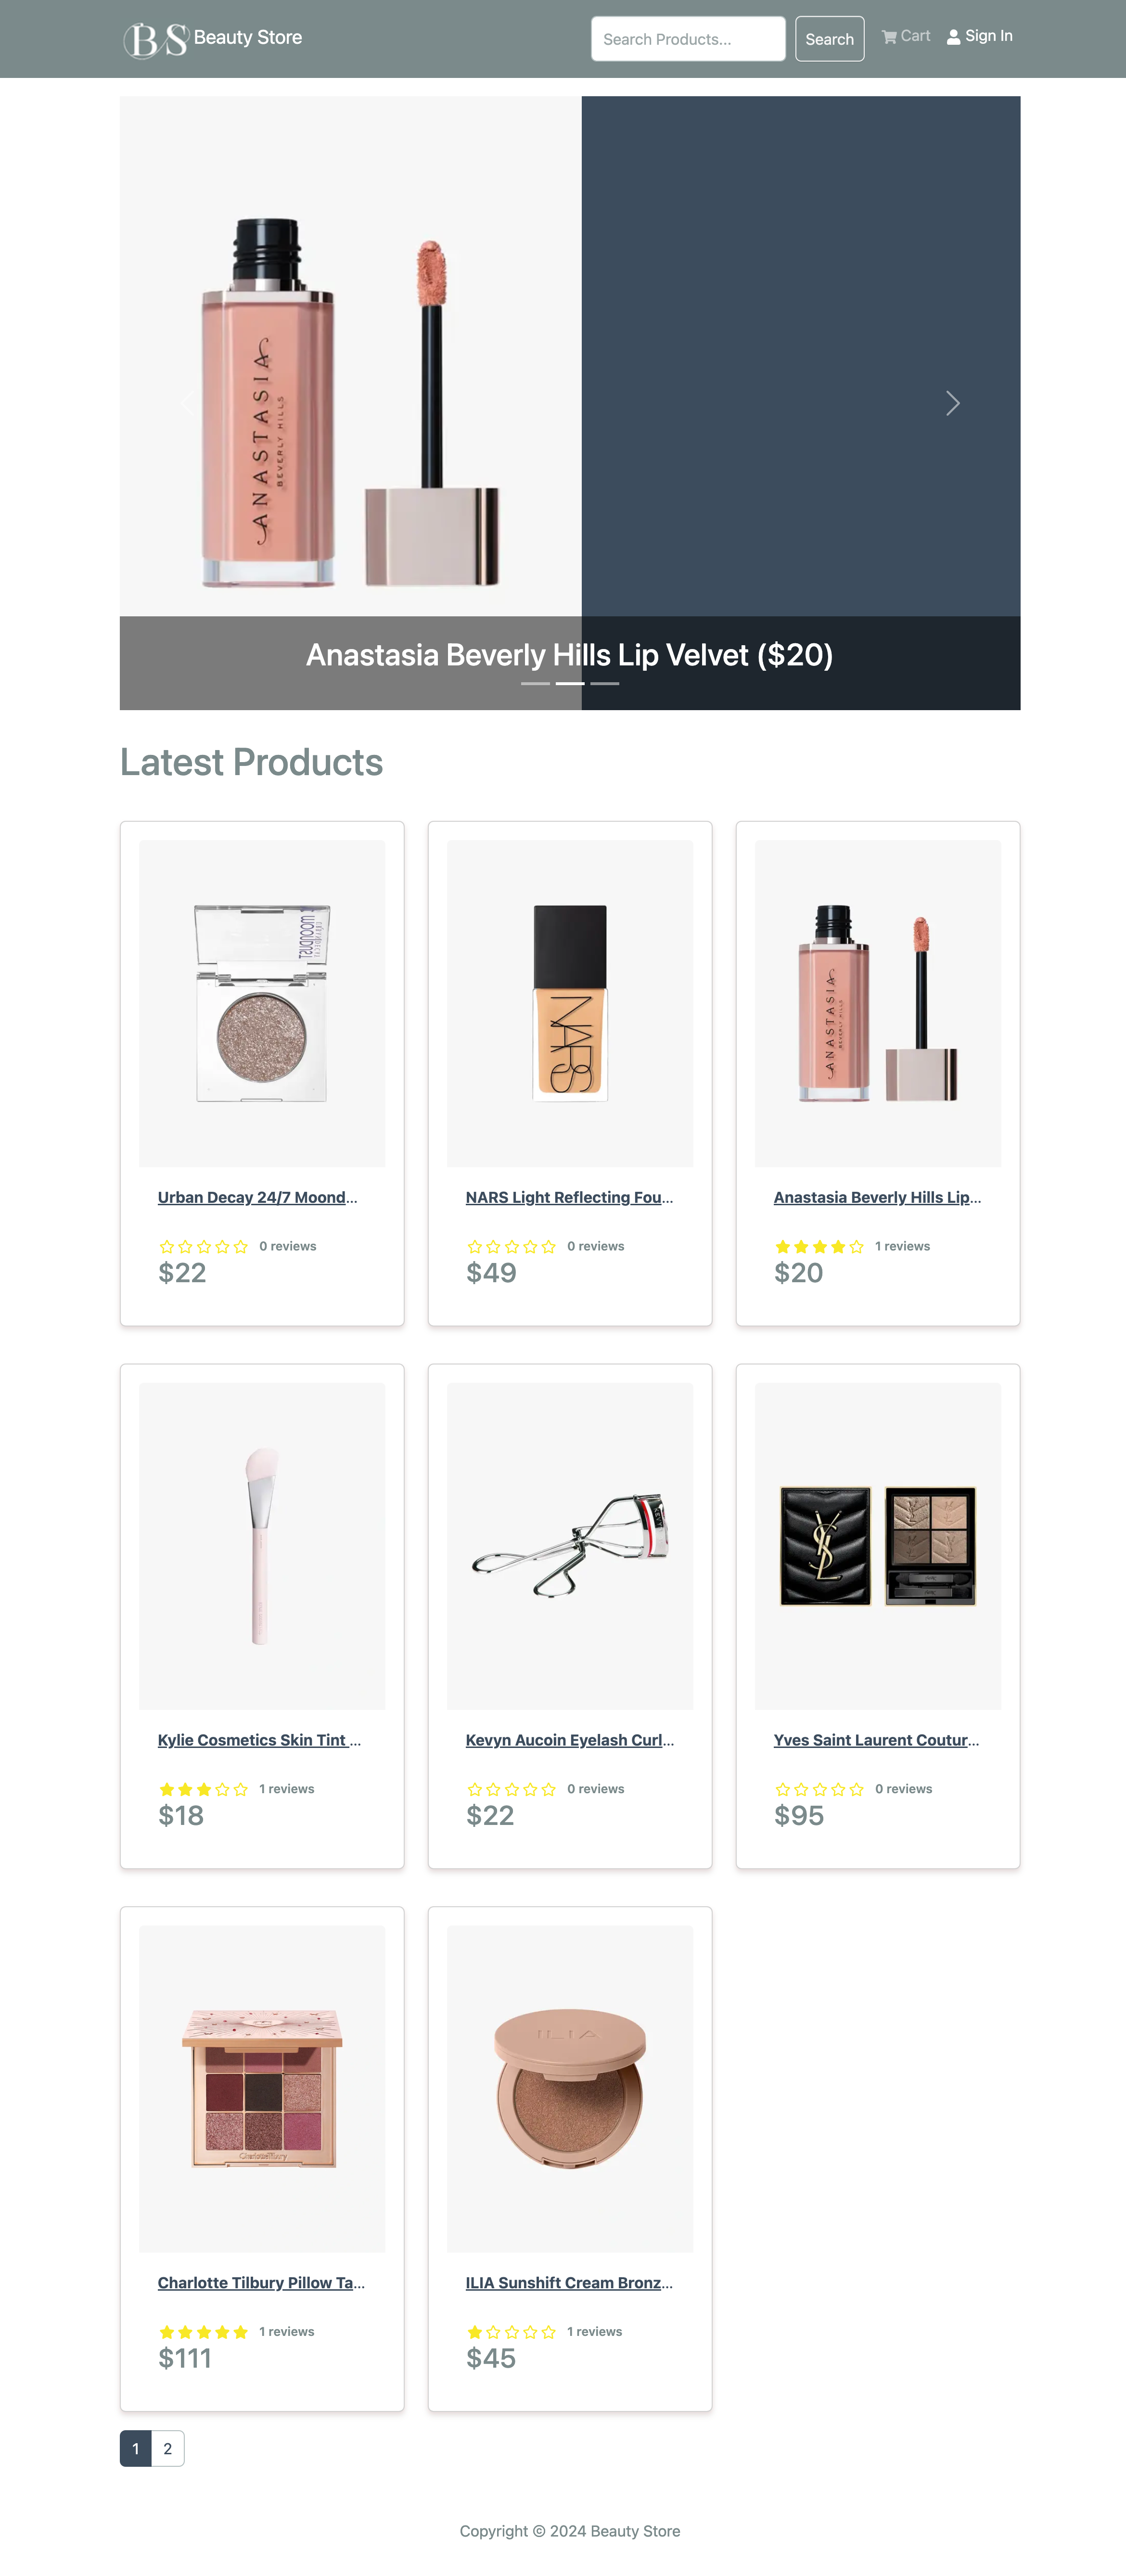 BS Beauty Store
Search Products...
Search
Cart
Sign In
ANASTASIA
BEVERLY HILLS
Anastasia Beverly Hills Lip Velvet ($20)
Latest Products
NARS
ANASTASIA
BEVERLY HILLS
Urban Decay 24/7 Moond...
NARS Light Reflecting Fou...
Anastasia Beverly Hills Lip...
0 reviews
0 reviews
1 reviews
$22
$49
$20
YSL
Kylie Cosmetics Skin Tint ...
Kevyn Aucoin Eyelash Curl...
Yves Saint Laurent Coutur...
1 reviews
0 reviews
0 reviews
$18
$22
$95
Charlotte Tilbury
ILIA
Charlotte Tilbury Pillow Ta...
ILIA Sunshift Cream Bronz...
1 reviews
1 reviews
$111
$45
1
2
Copyright © 2024 Beauty Store